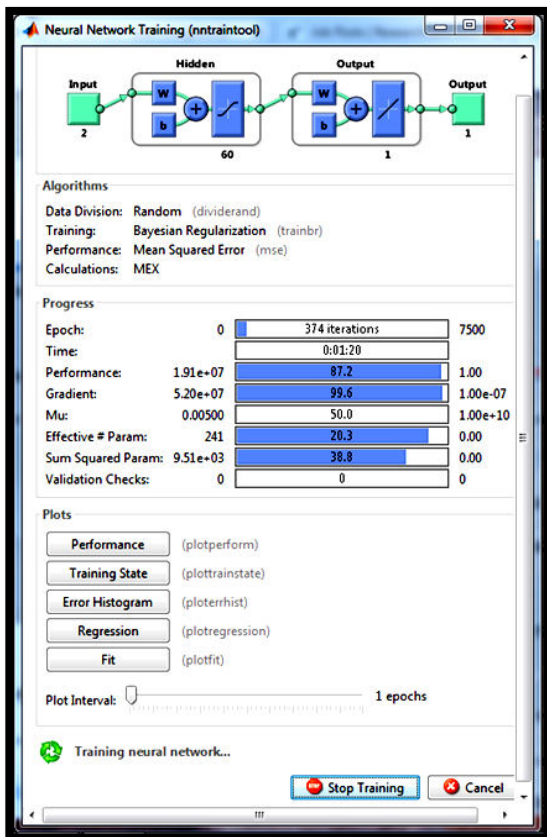 Neural Network Training (nntraintool)
Hidden Output
Input Output
W W
b b
2 60 1 1
Algorithms
Data Division: Random (dividerand)
Training: Bayesian Regularization (trainbr)
Performance: Mean Squared Error (mse)
Calculations: MEX
Progress
Epoch: 0 374 iterations 7500
Time: 0:01:20
Performance: 1.91e+07 87.2 1.00
Gradient: 5.20e+07 99.6 1.00e-07
Mu: 0.00500 50.0 1.00e+10
Effective # Param: 241 20.3 0.00
Sum Squared Param: 9.51e+03 38.8 0.00
Validation Checks: 0 0 0
Plots
Performance (plotperform)
Training State (plottrainstate)
Error Histogram (ploterrhist)
Regression (plotregression)
Fit (plotfit)
Plot Interval: 1 epochs
Training neural network...
Stop Training Cancel